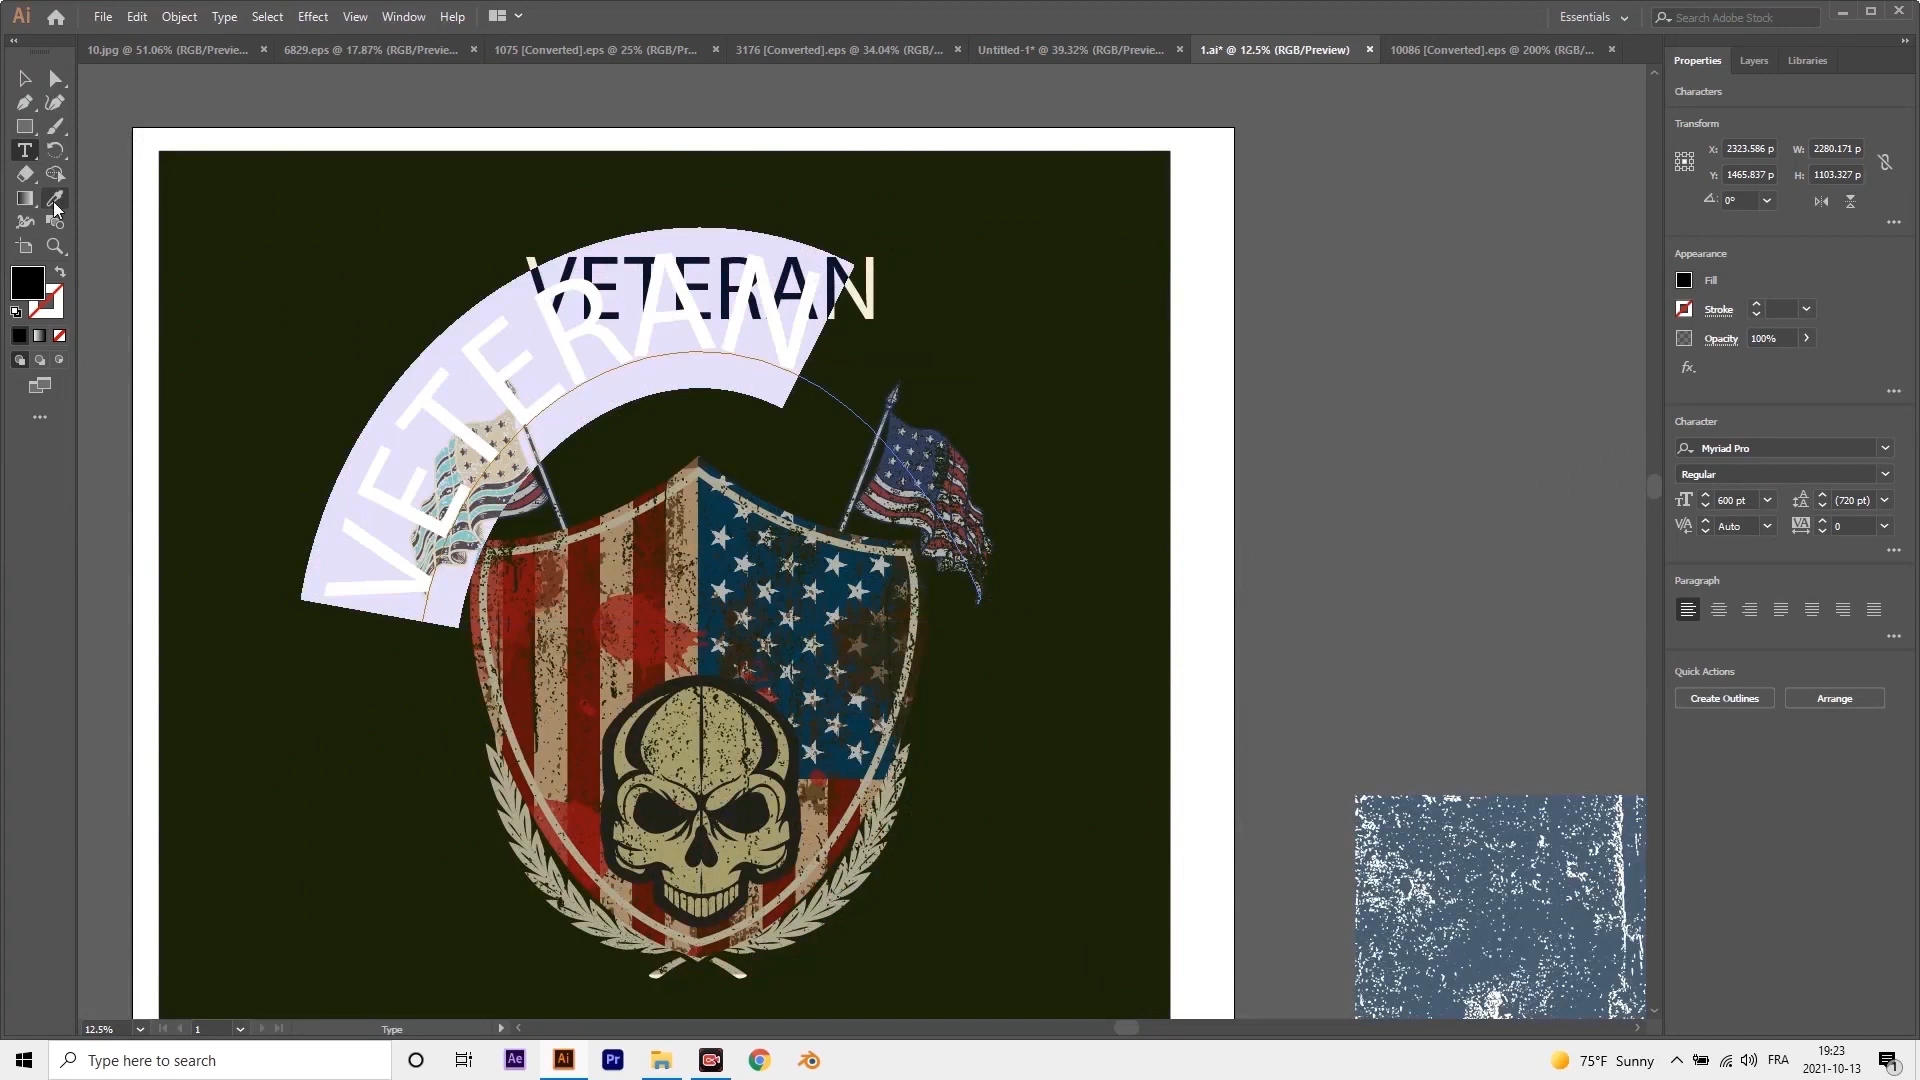 Ai File Edit Object Type Select Effect View Window Help Essentials Search Adobe Stock
10.jpg @ 51.06% (RGB/Previe... 6829.eps @ 17.87% (RGB/Previe... 1075 [Converted].eps @ 25% (RGB/Pr... 3176 [Converted].eps @ 34.04% (RGB/... Untitled-1* @ 39.32% (RGB/Previe... 1.ai* @ 12.5% (RGB/Preview) 10086 [Converted].eps @ 200% (RGB/...
Properties Layers Libraries
Characters
Transform
X: 2323.586 p W: 2280.171 p
Y: 1465.837 p H: 1103.327 p
0°
Appearance
Fill
Stroke
Opacity 100%
fx.
Character
Myriad Pro
Regular
600 pt (720 pt)
Auto 0
Paragraph
Quick Actions
Create Outlines Arrange
VETERAN
VETERAN
12.5% 1 Type
Type here to search Ae Ai Pr 75°F Sunny FRA 19:23
2021-10-13 1